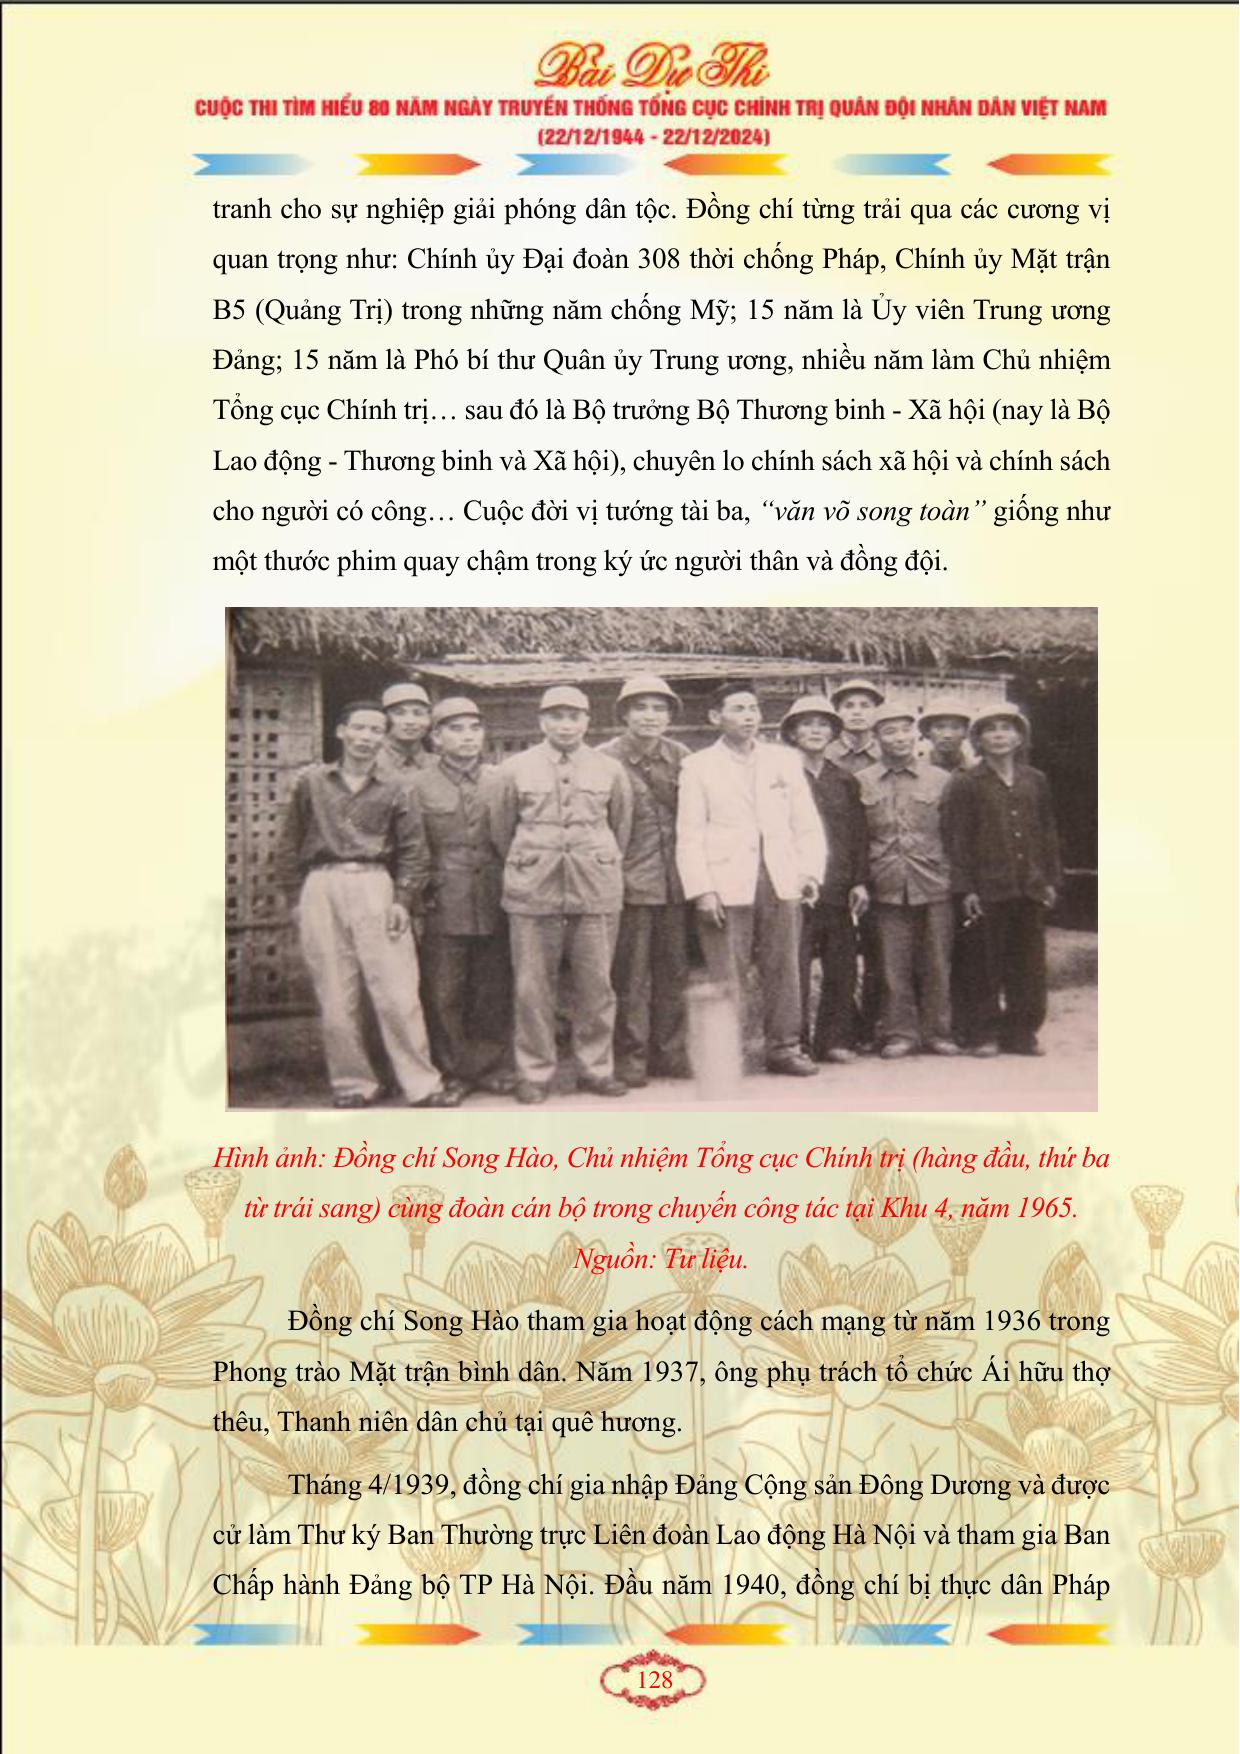 Bài Dự Thi
CUỘC THI TÌM HIỂU 80 NĂM NGÀY TRUYỀN THỐNG TỔNG CỤC CHÍNH TRỊ QUÂN ĐỘI NHÂN DÂN VIỆT NAM
(22/12/1944 - 22/12/2024)
tranh cho sự nghiệp giải phóng dân tộc. Đồng chí từng trải qua các cương vị
quan trọng như: Chính ủy Đại đoàn 308 thời chống Pháp, Chính ủy Mặt trận
B5 (Quảng Trị) trong những năm chống Mỹ; 15 năm là Ủy viên Trung ương
Đảng; 15 năm là Phó bí thư Quân ủy Trung ương, nhiều năm làm Chủ nhiệm
Tổng cục Chính trị… sau đó là Bộ trưởng Bộ Thương binh - Xã hội (nay là Bộ
Lao động - Thương binh và Xã hội), chuyên lo chính sách xã hội và chính sách
cho người có công… Cuộc đời vị tướng tài ba, “văn võ song toàn” giống như
một thước phim quay chậm trong ký ức người thân và đồng đội.
Hình ảnh: Đồng chí Song Hào, Chủ nhiệm Tổng cục Chính trị (hàng đầu, thứ ba
từ trái sang) cùng đoàn cán bộ trong chuyến công tác tại Khu 4, năm 1965.
Nguồn: Tư liệu.
Đồng chí Song Hào tham gia hoạt động cách mạng từ năm 1936 trong
Phong trào Mặt trận bình dân. Năm 1937, ông phụ trách tổ chức Ái hữu thợ
thêu, Thanh niên dân chủ tại quê hương.
Tháng 4/1939, đồng chí gia nhập Đảng Cộng sản Đông Dương và được
cử làm Thư ký Ban Thường trực Liên đoàn Lao động Hà Nội và tham gia Ban
Chấp hành Đảng bộ TP Hà Nội. Đầu năm 1940, đồng chí bị thực dân Pháp
128